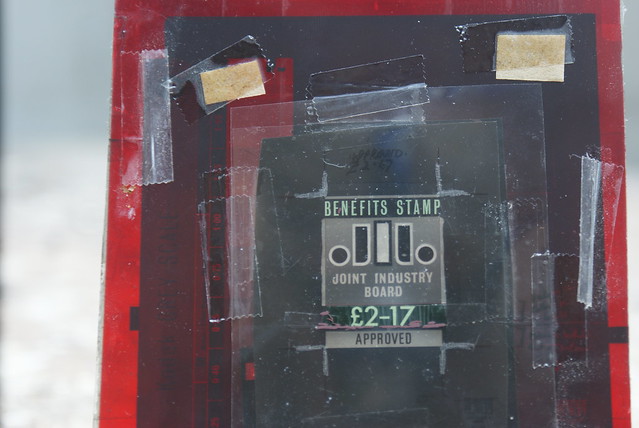 BENEFITS STAMP
JOINT INDUSTRY
BOARD
£2-17
APPROVED